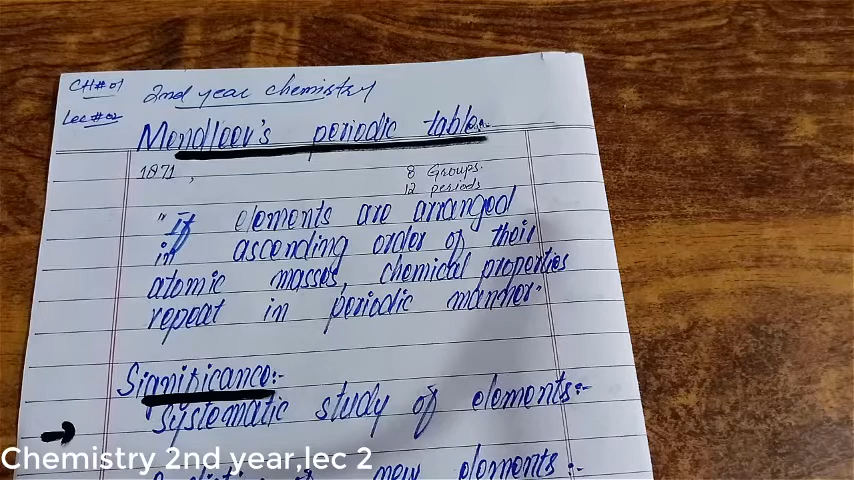 CH#01
2nd year chemistry
Lec #02
Mendleev's periodic table:-
1871,
8 Groups.
12 periods
"if elements are arranged
in ascending order of their
atomic masses, chemical properties
repeat in periodic manner"
Significance:-
→ Systematic study of elements:-
new elements:-
Chemistry 2nd year,lec 2